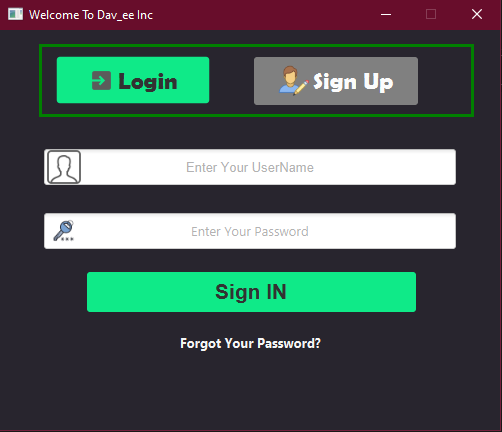 Welcome To Dav_ee Inc
Login
Sign Up
Enter Your UserName
Enter Your Password
Sign IN
Forgot Your Password?